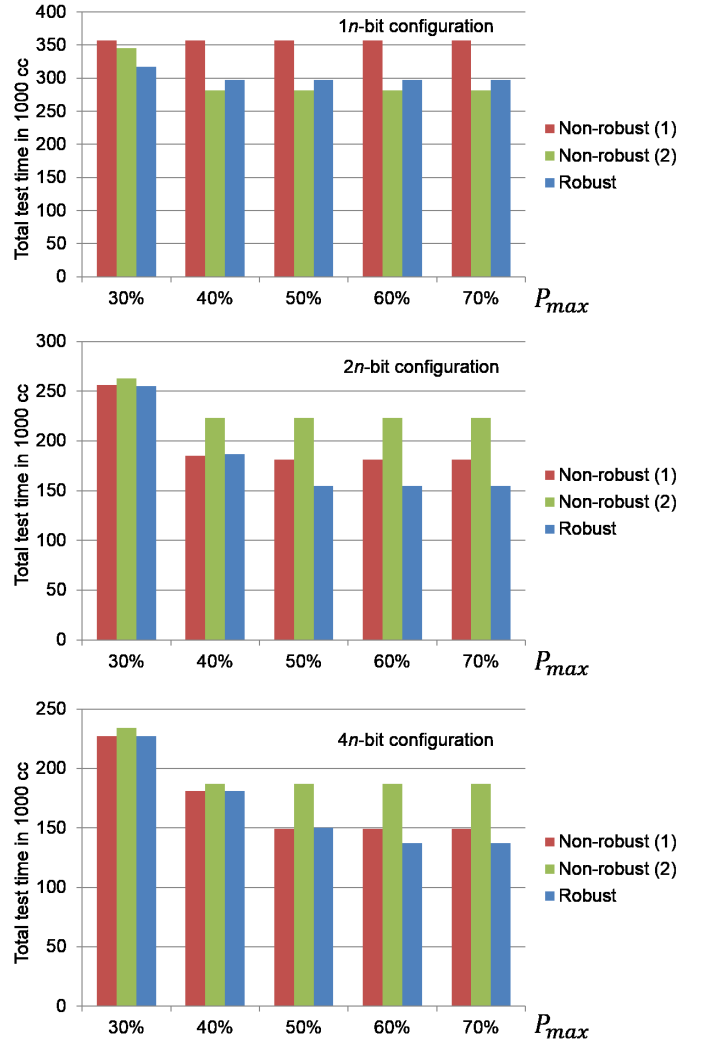 1n-bit configuration
Total test time in 1000 cc
400
350
300
250
200
150
100
50
0
30% 40% 50% 60% 70% Pmax
Non-robust (1)
Non-robust (2)
Robust
2n-bit configuration
Total test time in 1000 cc
300
250
200
150
100
50
0
30% 40% 50% 60% 70% Pmax
Non-robust (1)
Non-robust (2)
Robust
4n-bit configuration
Total test time in 1000 cc
250
200
150
100
50
0
30% 40% 50% 60% 70% Pmax
Non-robust (1)
Non-robust (2)
Robust